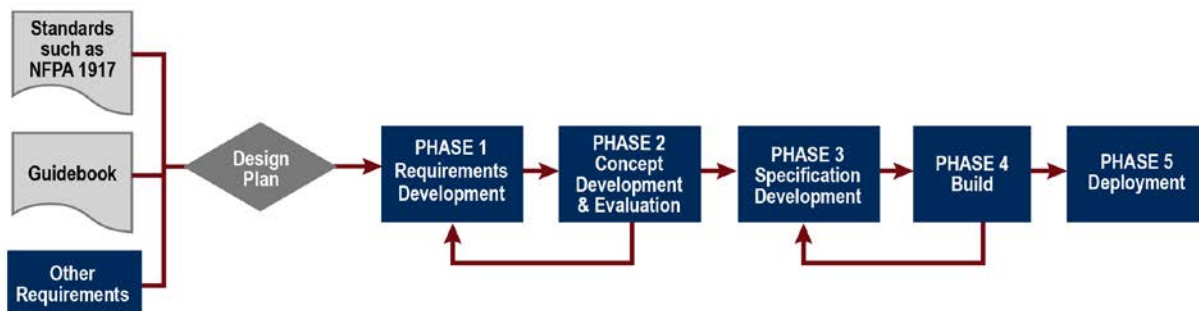 Standards
such as
NFPA 1917
Guidebook
Other
Requirements
Design
Plan
PHASE 1
Requirements
Development
PHASE 2
Concept
Development
& Evaluation
PHASE 3
Specification
Development
PHASE 4
Build
PHASE 5
Deployment